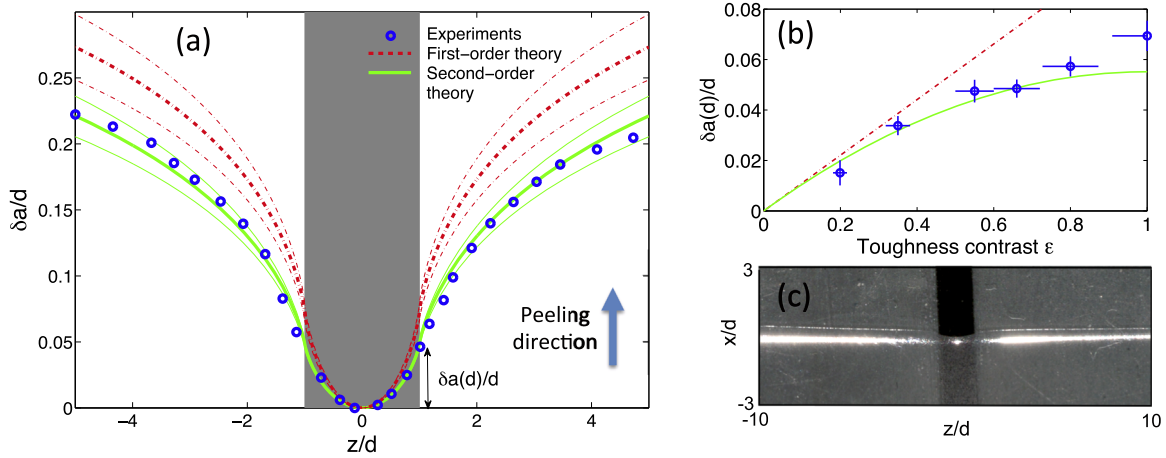 (a)
Experiments
First−order theory
Second−order
theory
0.25
0.2
0.15
0.1
0.05
0
δa/d
−4
−2
0
2
4
z/d
Peeling
direction
δa(d)/d
(b)
0.08
0.06
0.04
0.02
0
δa(d)/d
0
0.2
0.4
0.6
0.8
1
Toughness contrast ε
(c)
3
x/d
-3
-10
z/d
10